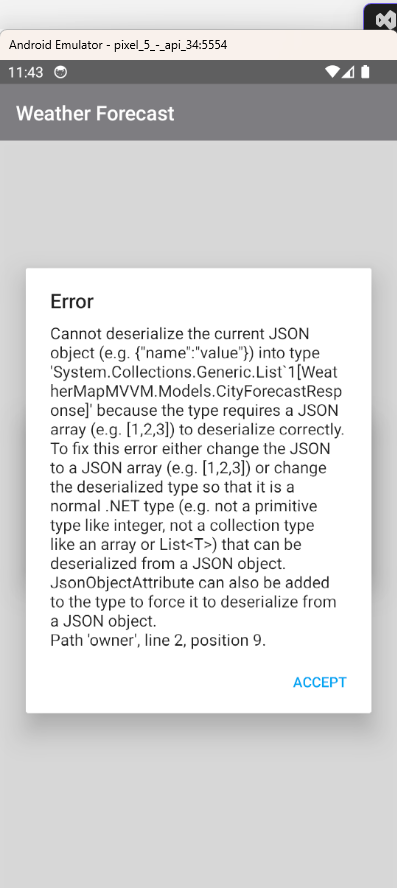 Android Emulator - pixel_5_-_api_34:5554
11:43
Weather Forecast
Error
Cannot deserialize the current JSON
object (e.g. {"name":"value"}) into type
'System.Collections.Generic.List`1[Weat
herMapMVVM.Models.CityForecastResp
onse]' because the type requires a JSON
array (e.g. [1,2,3]) to deserialize correctly.
To fix this error either change the JSON
to a JSON array (e.g. [1,2,3]) or change
the deserialized type so that it is a
normal .NET type (e.g. not a primitive
type like integer, not a collection type
like an array or List<T>) that can be
deserialized from a JSON object.
JsonObjectAttribute can also be added
to the type to force it to deserialize from
a JSON object.
Path 'owner', line 2, position 9.
ACCEPT